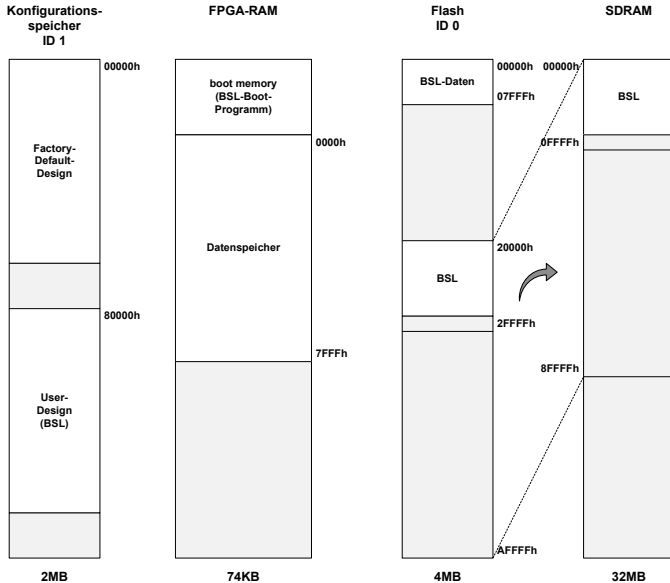 Konfigurations-
speicher
ID 1
00000h
Factory-
Default-
Design
80000h
User-
Design
(BSL)
2MB
FPGA-RAM
boot memory
(BSL-Boot-
Programm)
0000h
Datenspeicher
7FFFh
74KB
Flash
ID 0
00000h
BSL-Daten
07FFFh
20000h
BSL
2FFFFh
AFFFFh
4MB
SDRAM
00000h
BSL
0FFFFh
8FFFFh
32MB